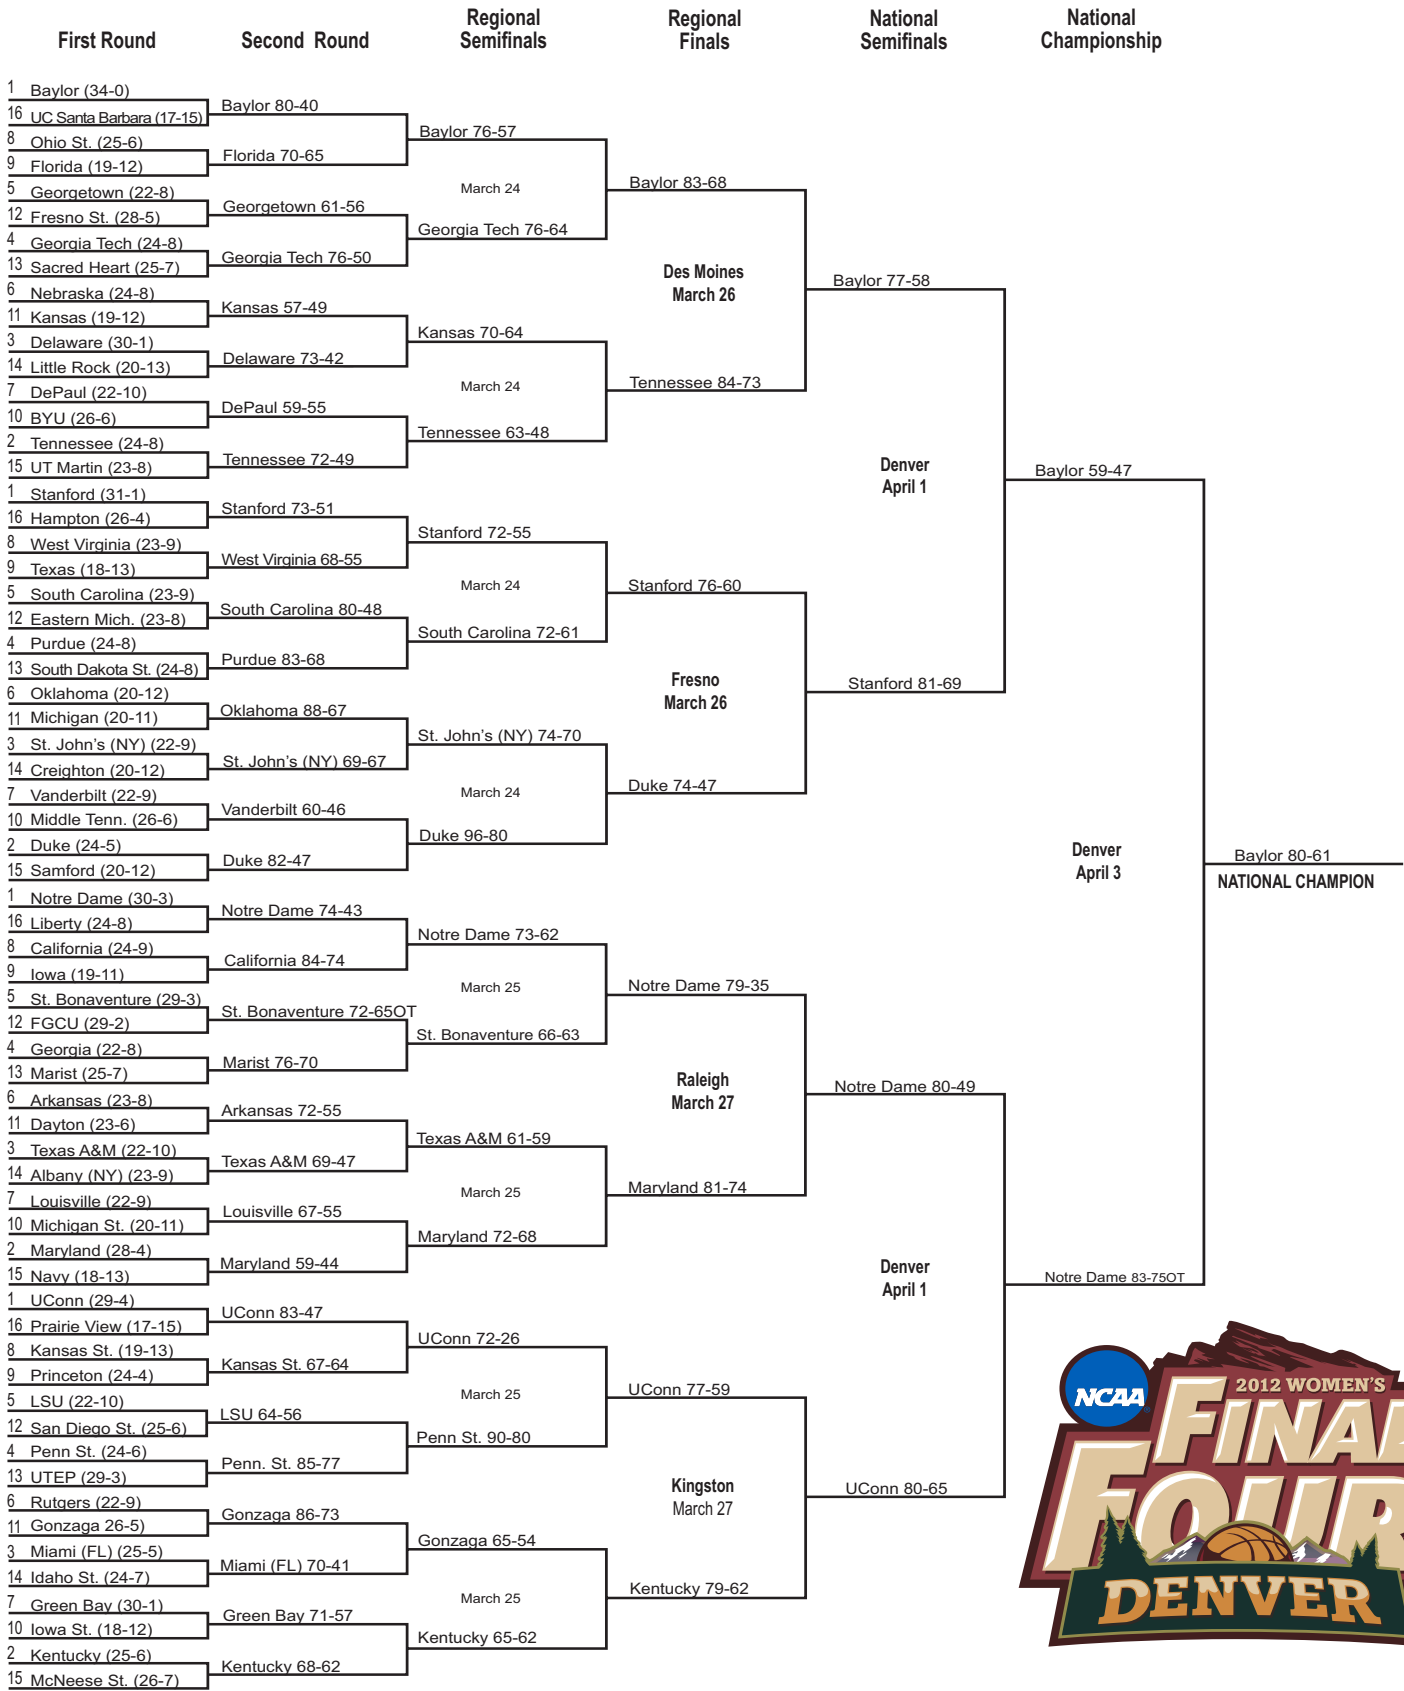 First Round
Second Round
Regional
Semifinals
Regional
Finals
National
Semifinals
National
Championship
1 Baylor (34-0)
16 UC Santa Barbara (17-15)
8 Ohio St. (25-6)
9 Florida (19-12)
5 Georgetown (22-8)
12 Fresno St. (28-5)
4 Georgia Tech (24-8)
13 Sacred Heart (25-7)
6 Nebraska (24-8)
11 Kansas (19-12)
3 Delaware (30-1)
14 Little Rock (20-13)
7 DePaul (22-10)
10 BYU (26-6)
2 Tennessee (24-8)
15 UT Martin (23-8)
1 Stanford (31-1)
16 Hampton (26-4)
8 West Virginia (23-9)
9 Texas (18-13)
5 South Carolina (23-9)
12 Eastern Mich. (23-8)
4 Purdue (24-8)
13 South Dakota St. (24-8)
6 Oklahoma (20-12)
11 Michigan (20-11)
3 St. John's (NY) (22-9)
14 Creighton (20-12)
7 Vanderbilt (22-9)
10 Middle Tenn. (26-6)
2 Duke (24-5)
15 Samford (20-12)
1 Notre Dame (30-3)
16 Liberty (24-8)
8 California (24-9)
9 Iowa (19-11)
5 St. Bonaventure (29-3)
12 FGCU (29-2)
4 Georgia (22-8)
13 Marist (25-7)
6 Arkansas (23-8)
11 Dayton (23-6)
3 Texas A&M (22-10)
14 Albany (NY) (23-9)
7 Louisville (22-9)
10 Michigan St. (20-11)
2 Maryland (28-4)
15 Navy (18-13)
1 UConn (29-4)
16 Prairie View (17-15)
8 Kansas St. (19-13)
9 Princeton (24-4)
5 LSU (22-10)
12 San Diego St. (25-6)
4 Penn St. (24-6)
13 UTEP (29-3)
6 Rutgers (22-9)
11 Gonzaga 26-5)
3 Miami (FL) (25-5)
14 Idaho St. (24-7)
7 Green Bay (30-1)
10 Iowa St. (18-12)
2 Kentucky (25-6)
15 McNeese St. (26-7)
Baylor 80-40
Florida 70-65
Georgetown 61-56
Georgia Tech 76-50
Kansas 57-49
Delaware 73-42
DePaul 59-55
Tennessee 72-49
Stanford 73-51
West Virginia 68-55
South Carolina 80-48
Purdue 83-68
Oklahoma 88-67
St. John's (NY) 69-67
Vanderbilt 60-46
Duke 82-47
Notre Dame 74-43
California 84-74
St. Bonaventure 72-65OT
Marist 76-70
Arkansas 72-55
Texas A&M 69-47
Louisville 67-55
Maryland 59-44
UConn 83-47
Kansas St. 67-64
LSU 64-56
Penn. St. 85-77
Gonzaga 86-73
Miami (FL) 70-41
Green Bay 71-57
Kentucky 68-62
Baylor 76-57
March 24
Georgia Tech 76-64
Kansas 70-64
March 24
Tennessee 63-48
Stanford 72-55
March 24
South Carolina 72-61
St. John's (NY) 74-70
March 24
Duke 96-80
Notre Dame 73-62
March 25
St. Bonaventure 66-63
Texas A&M 61-59
March 25
Maryland 72-68
UConn 72-26
March 25
Penn St. 90-80
Gonzaga 65-54
March 25
Kentucky 65-62
Baylor 83-68
Des Moines
March 26
Tennessee 84-73
Stanford 76-60
Fresno
March 26
Duke 74-47
Notre Dame 79-35
Raleigh
March 27
Maryland 81-74
UConn 77-59
Kingston
March 27
Kentucky 79-62
Baylor 77-58
Denver
April 1
Stanford 81-69
Notre Dame 80-49
Denver
April 1
UConn 80-65
Baylor 59-47
Denver
April 3
Notre Dame 83-75OT
Baylor 80-61
NATIONAL CHAMPION
NCAA
2012 WOMEN'S
FINAL
FOUR
DENVER